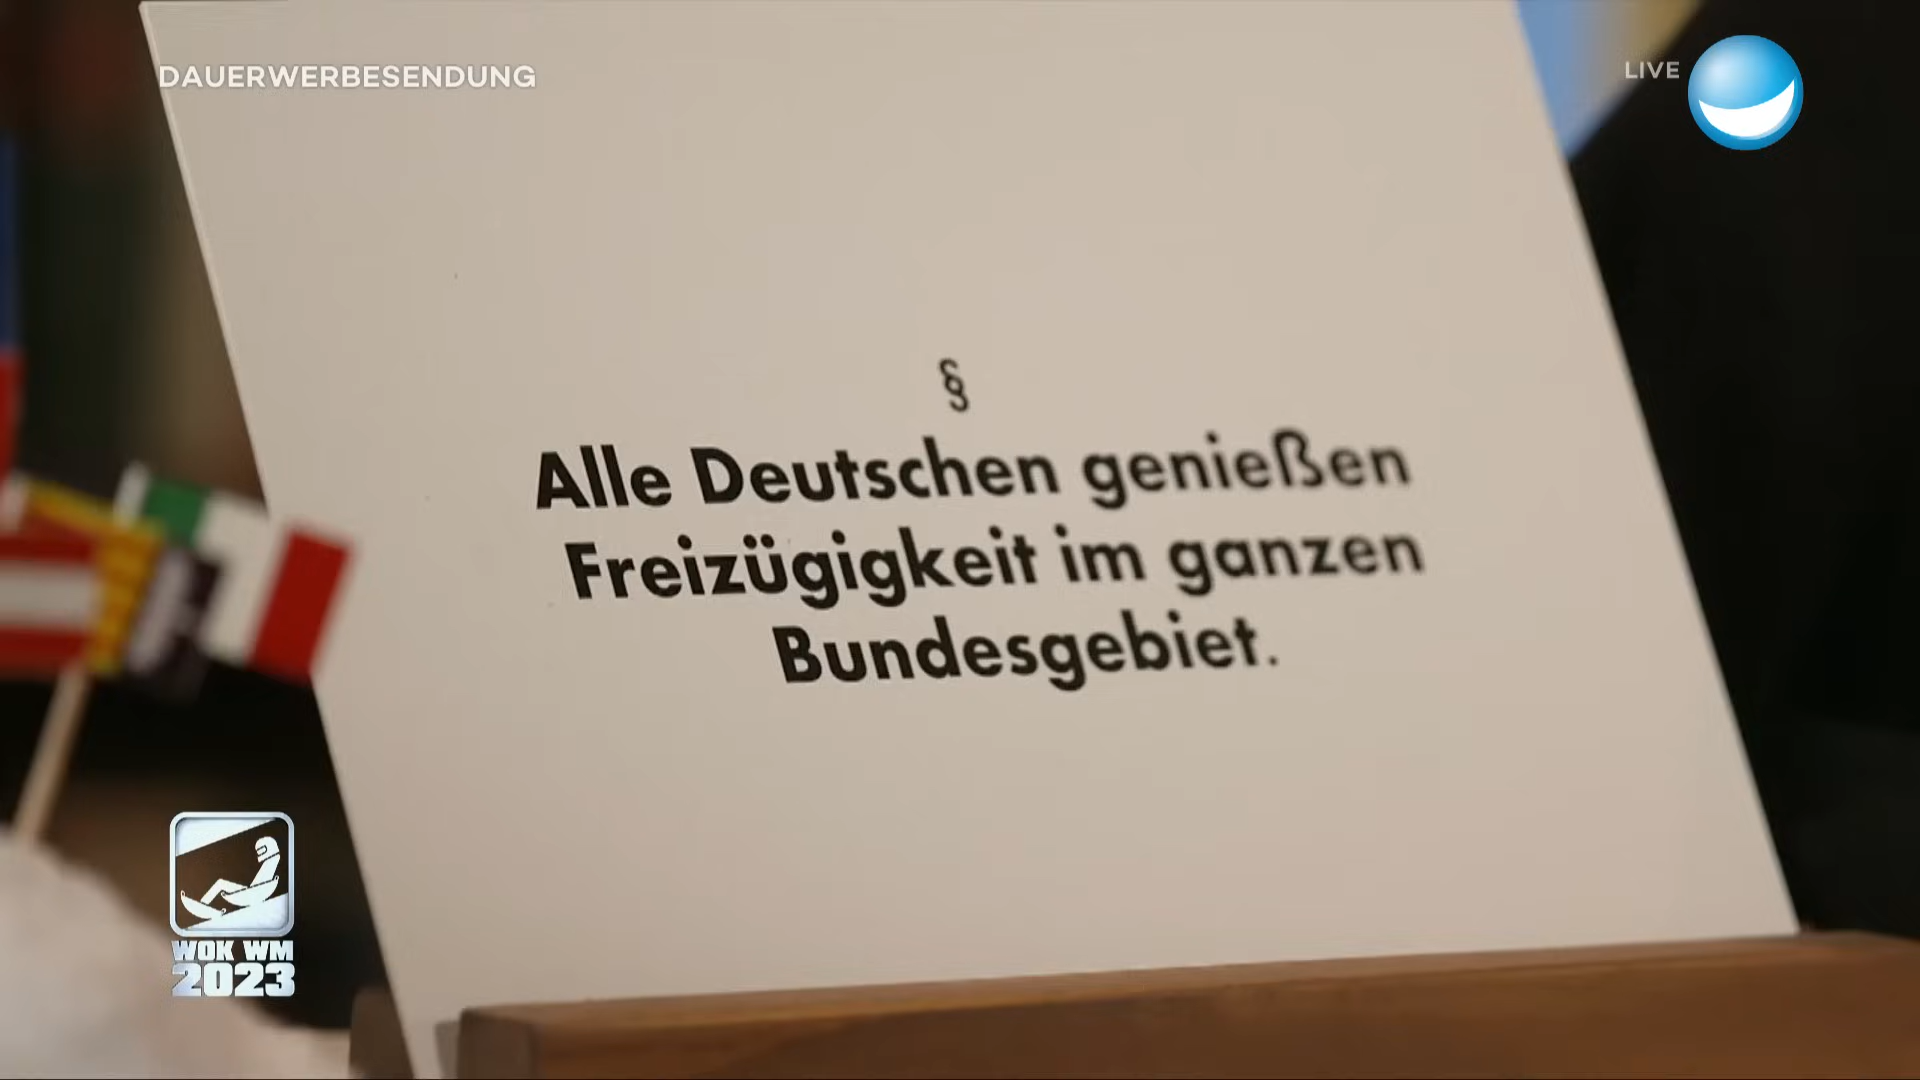 DAUERWERBESENDUNG
LIVE
§
Alle Deutschen genießen
Freizügigkeit im ganzen
Bundesgebiet.
WOK WM
2023